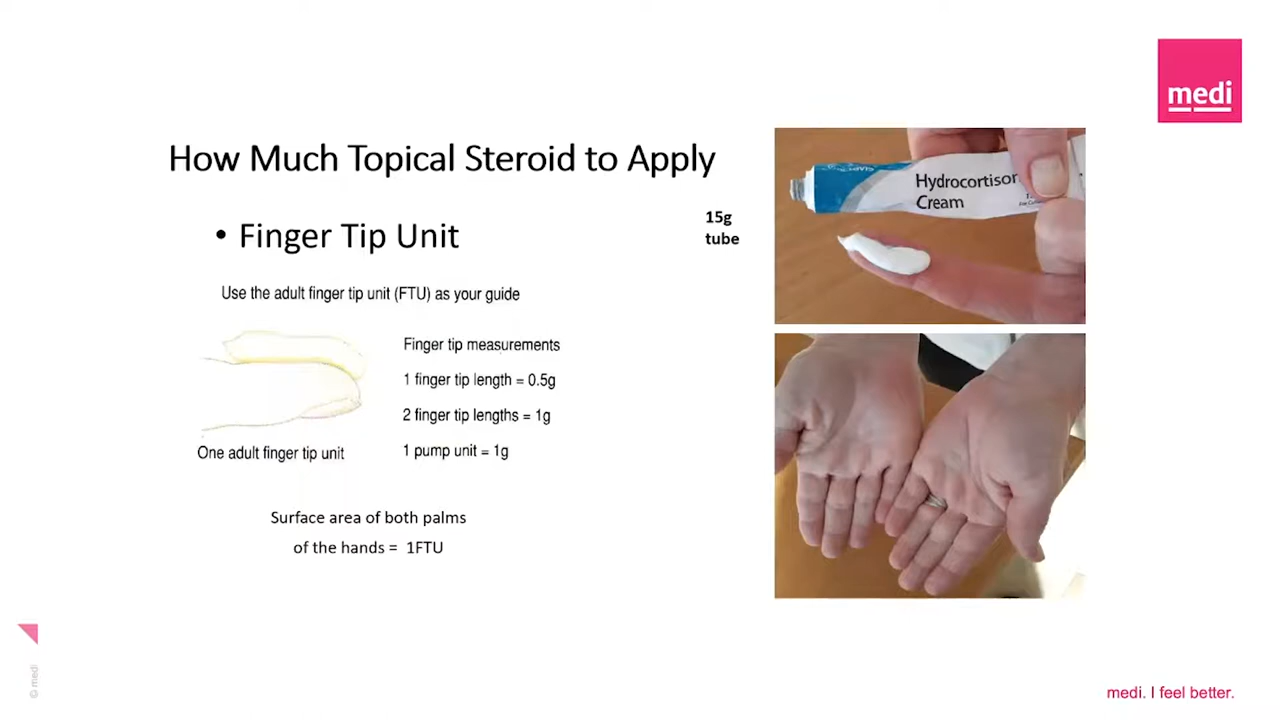 medi
How Much Topical Steroid to Apply
• Finger Tip Unit
15g
tube
Hydrocortison
Cream
Use the adult finger tip unit (FTU) as your guide
Finger tip measurements
1 finger tip length = 0.5g
2 finger tip lengths = 1g
1 pump unit = 1g
One adult finger tip unit
Surface area of both palms
of the hands = 1FTU
© medi
medi. I feel better.